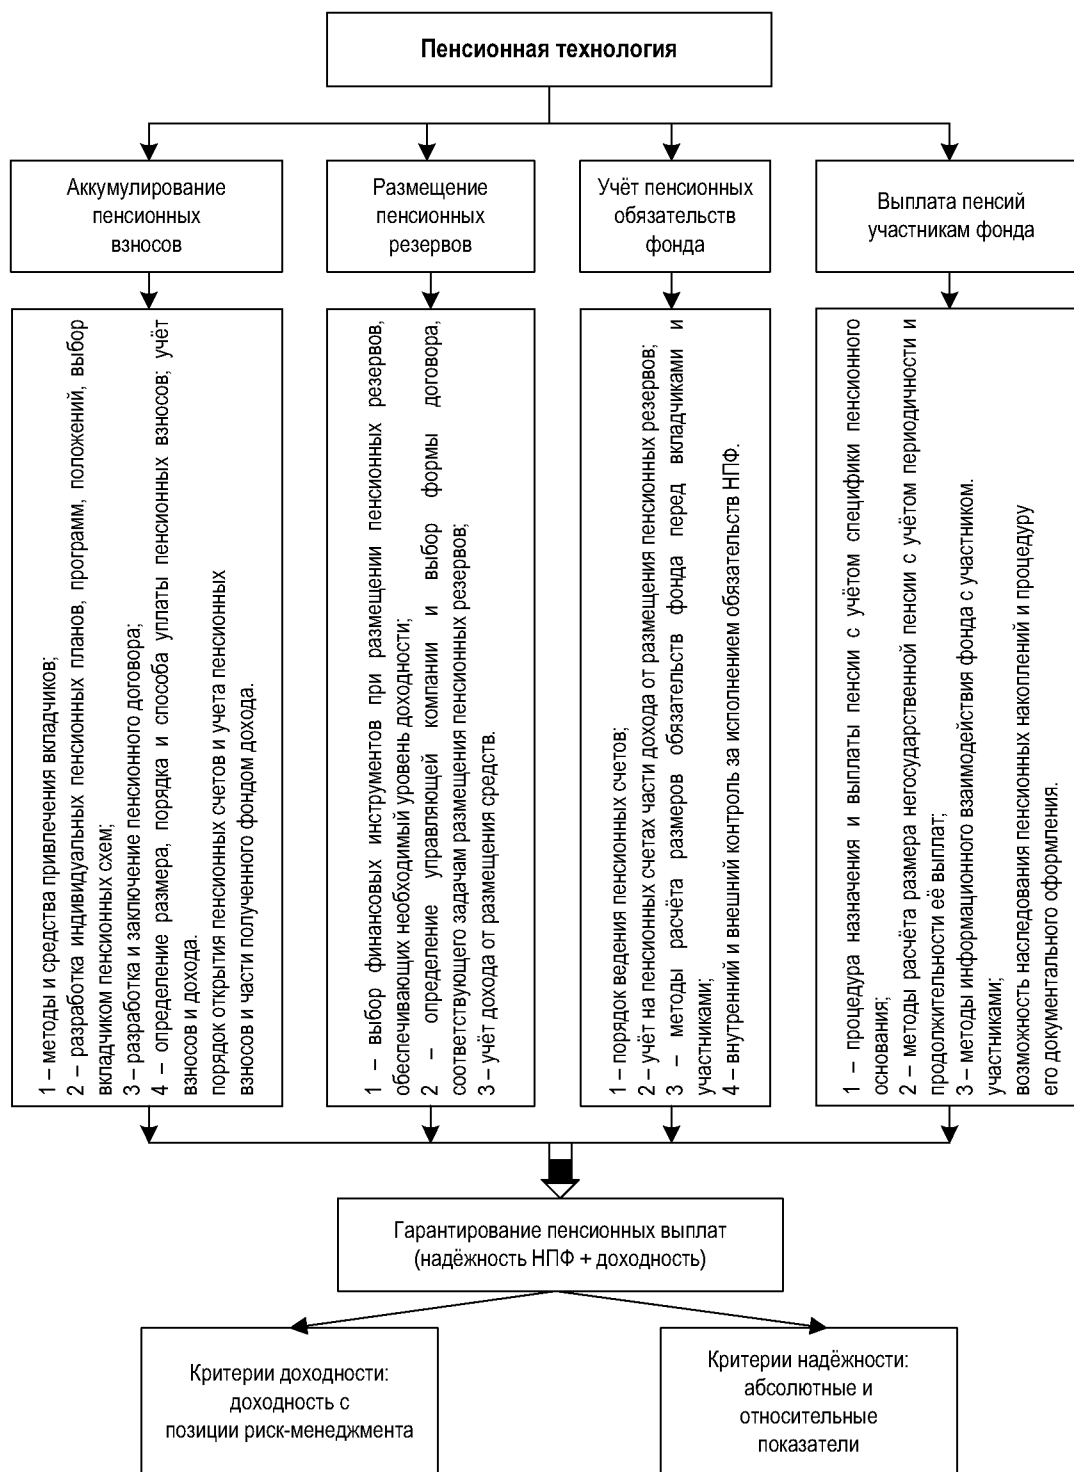 Пенсионная технология
Аккумулирование
пенсионных
взносов
Размещение
пенсионных
резервов
Учёт пенсионных
обязательств
фонда
Выплата пенсий
участникам фонда
1 – методы и средства привлечения вкладчиков;
2 – разработка индивидуальных пенсионных планов, программ, положений, выбор
вкладчиком пенсионных схем;
3 – разработка и заключение пенсионного договора;
4 – определение размера, порядка и способа уплаты пенсионных взносов; учёт
взносов и дохода.
порядок открытия пенсионных счетов и учета пенсионных
взносов и части полученного фондом дохода.
1 – выбор финансовых инструментов при размещении пенсионных резервов,
обеспечивающих необходимый уровень доходности;
2 – определение управляющей компании и выбор формы договора,
соответствующего задачам размещения пенсионных резервов;
3 – учёт дохода от размещения средств.
1 – порядок ведения пенсионных счетов;
2 – учёт на пенсионных счетах части дохода от размещения пенсионных резервов;
3 – методы расчёта размеров обязательств фонда перед вкладчиками и
участниками;
4 – внутренний и внешний контроль за исполнением обязательств НПФ.
1 – процедура назначения и выплаты пенсии с учётом специфики пенсионного
основания;
2 – методы расчёта размера негосударственной пенсии с учётом периодичности и
продолжительности её выплат;
3 – методы информационного взаимодействия фонда с участником.
участниками;
возможность наследования пенсионных накоплений и процедуру
его документального оформления.
Гарантирование пенсионных выплат
(надёжность НПФ + доходность)
Критерии доходности:
доходность с
позиции риск-менеджмента
Критерии надёжности:
абсолютные и
относительные
показатели